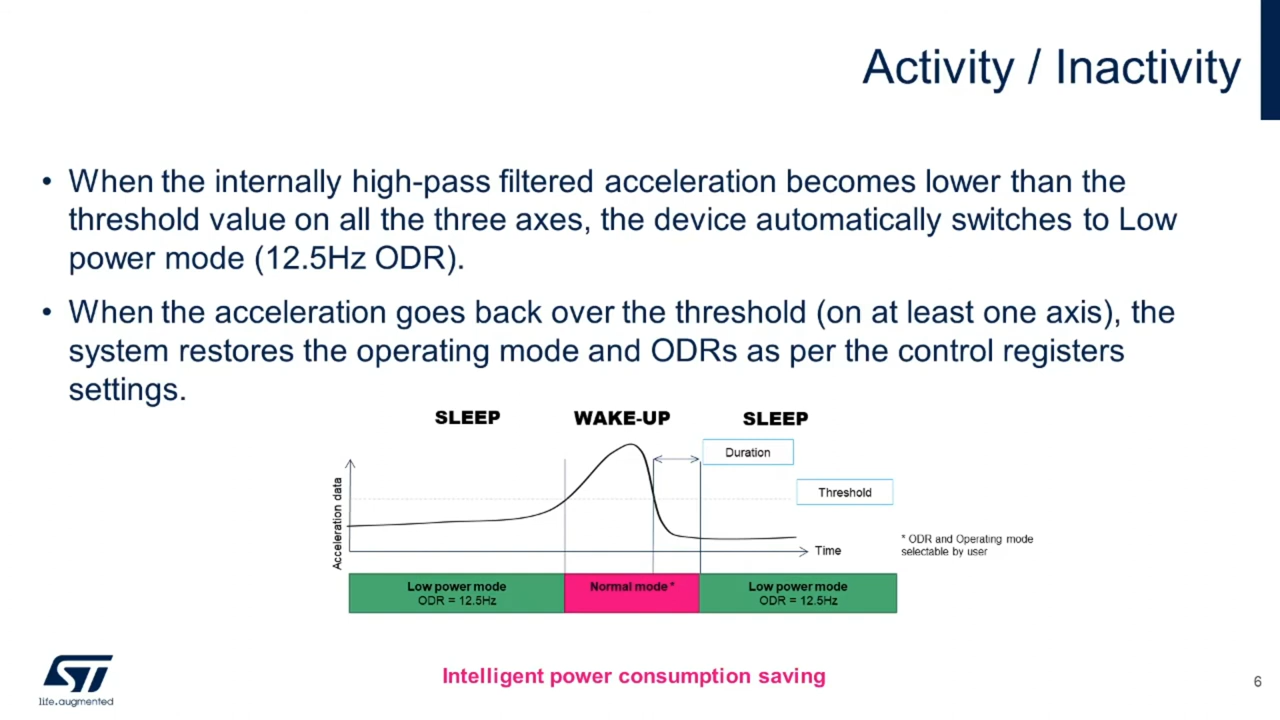 Activity / Inactivity
• When the internally high-pass filtered acceleration becomes lower than the
threshold value on all the three axes, the device automatically switches to Low
power mode (12.5Hz ODR).
• When the acceleration goes back over the threshold (on at least one axis), the
system restores the operating mode and ODRs as per the control registers
settings.
SLEEP WAKE-UP SLEEP
Duration
Threshold
Acceleration data
Time
* ODR and Operating mode
selectable by user
Low power mode
ODR = 12.5Hz
Normal mode *
Low power mode
ODR = 12.5Hz
Intelligent power consumption saving
ST
life.augmented
6